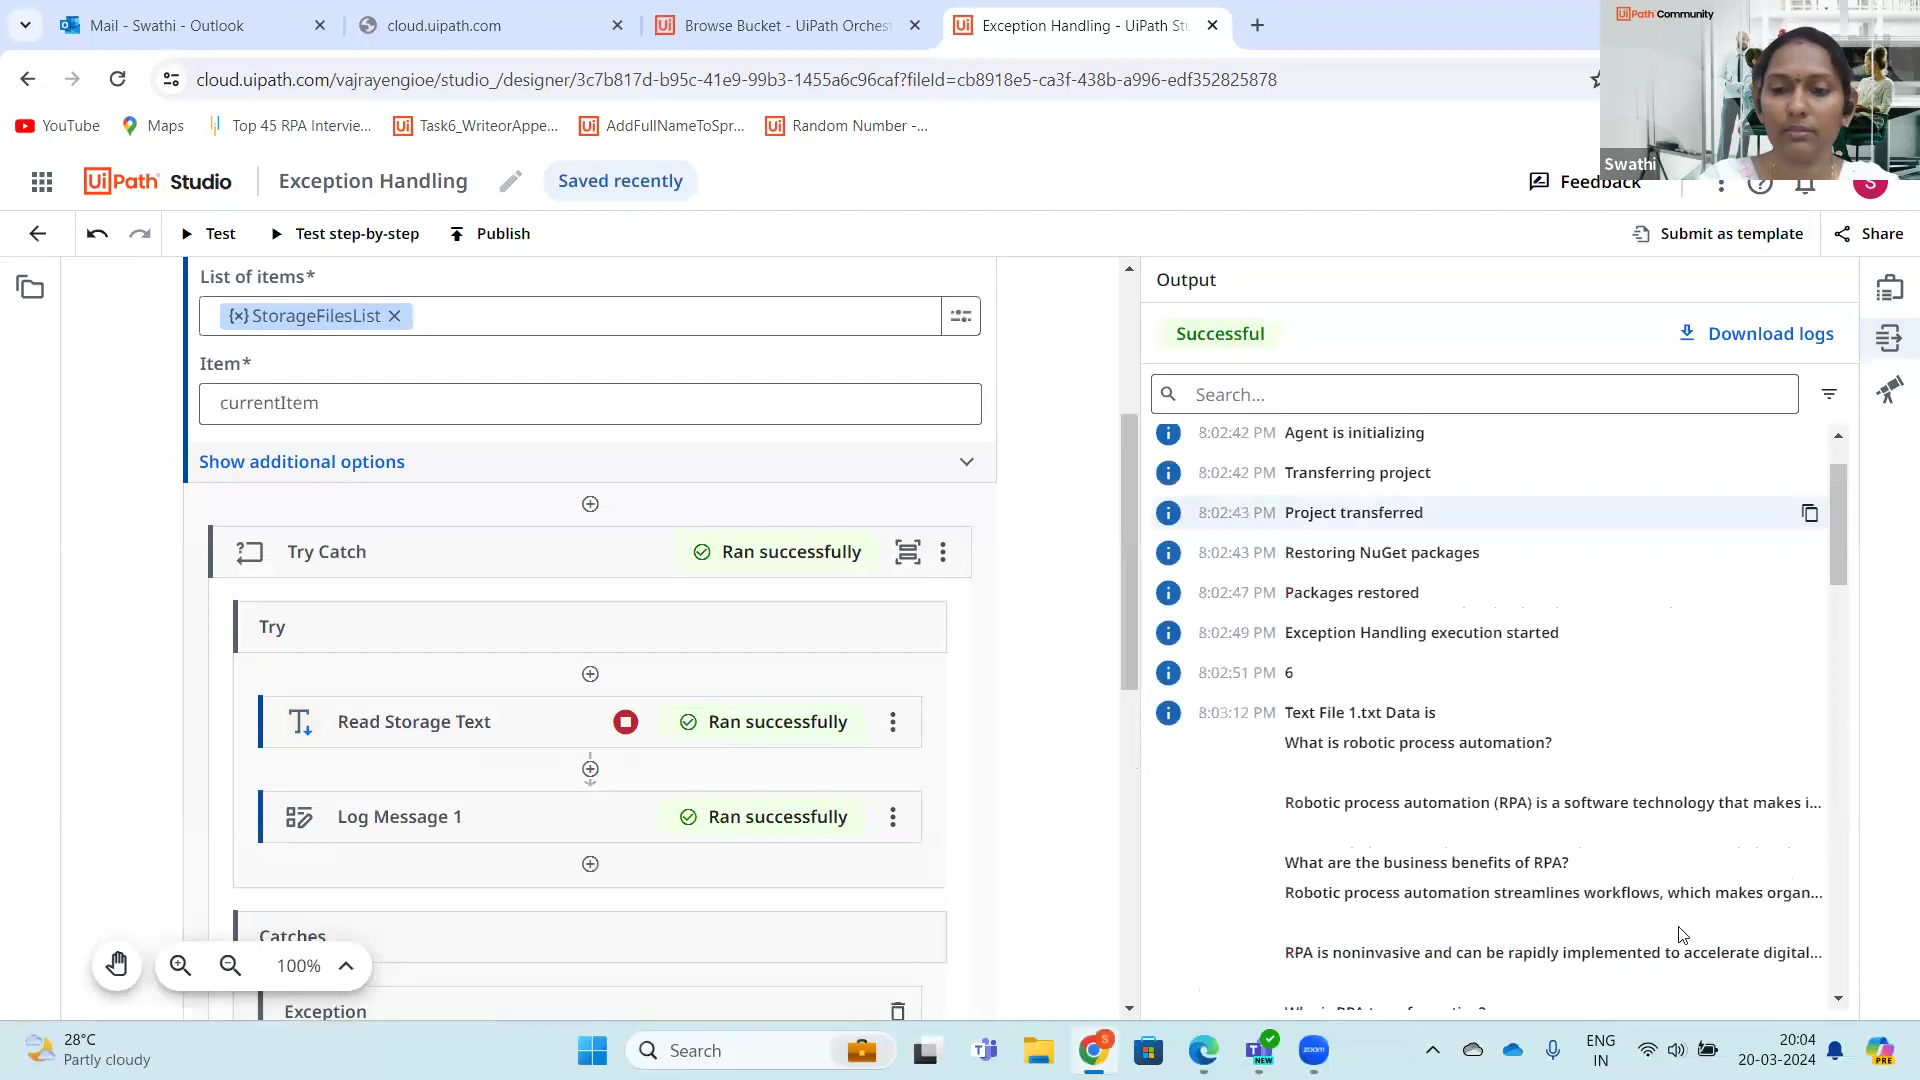 Mail - Swathi - Outlook
cloud.uipath.com
Browse Bucket - UiPath Orchest
Exception Handling - UiPath Stu
UiPath Community
cloud.uipath.com/vajrayengioe/studio_/designer/3c7b817d-b95c-41e9-99b3-1455a6c96caf?fileId=cb8918e5-ca3f-438b-a996-edf352825878
YouTube
Maps
Top 45 RPA Intervie...
Task6_WriteorAppe...
AddFullNameToSpr...
Random Number -...
Swathi
UiPath Studio
Exception Handling
Saved recently
Feedback
S
Test
Test step-by-step
Publish
Submit as template
Share
List of items*
{x} StorageFilesList
Item*
currentItem
Show additional options
Try Catch
Ran successfully
Try
Read Storage Text
Ran successfully
Log Message 1
Ran successfully
Catches
Exception
100%
Output
Successful
Download logs
Search...
8:02:42 PM Agent is initializing
8:02:42 PM Transferring project
8:02:43 PM Project transferred
8:02:43 PM Restoring NuGet packages
8:02:47 PM Packages restored
8:02:49 PM Exception Handling execution started
8:02:51 PM 6
8:03:12 PM Text File 1.txt Data is
What is robotic process automation?
Robotic process automation (RPA) is a software technology that makes i...
What are the business benefits of RPA?
Robotic process automation streamlines workflows, which makes organ...
RPA is noninvasive and can be rapidly implemented to accelerate digital...
28°C
Partly cloudy
Search
S
NEW
zoom
ENG
IN
20:04
20-03-2024
PRE